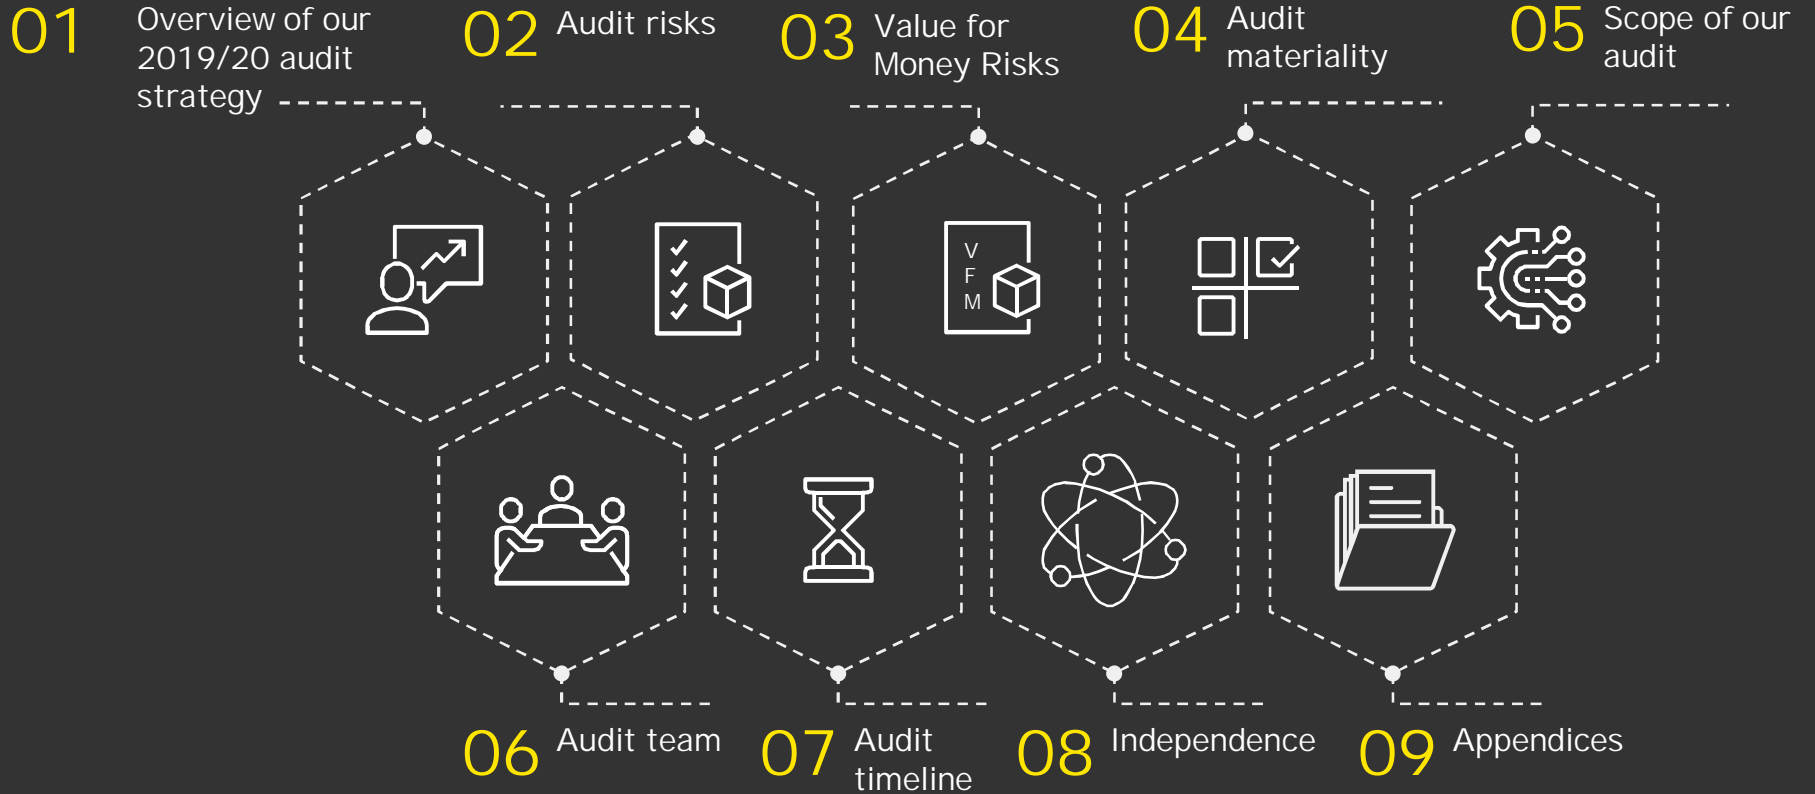 01
Overview of our
2019/20 audit
strategy
02
Audit risks
03
Value for
Money Risks
04
Audit
materiality
05
Scope of our
audit
V
F
M
06
Audit team
07
Audit
timeline
08
Independence
09
Appendices